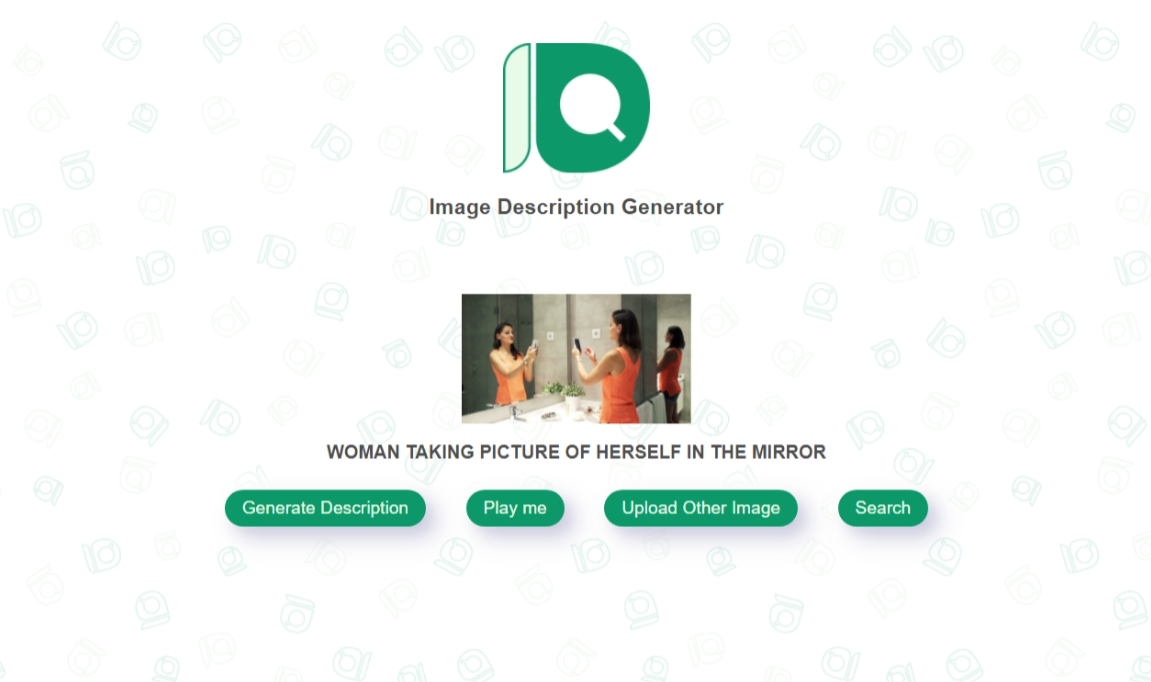 Image Description Generator
WOMAN TAKING PICTURE OF HERSELF IN THE MIRROR
Generate Description
Play me
Upload Other Image
Search